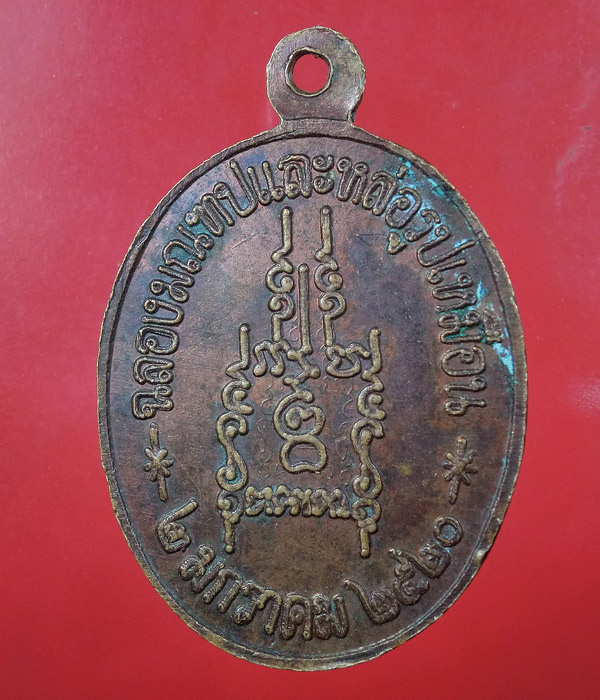 ฉลองมณฑปและหล่อรูปเหมือน
๒ มกราคม ๒๕๒๐